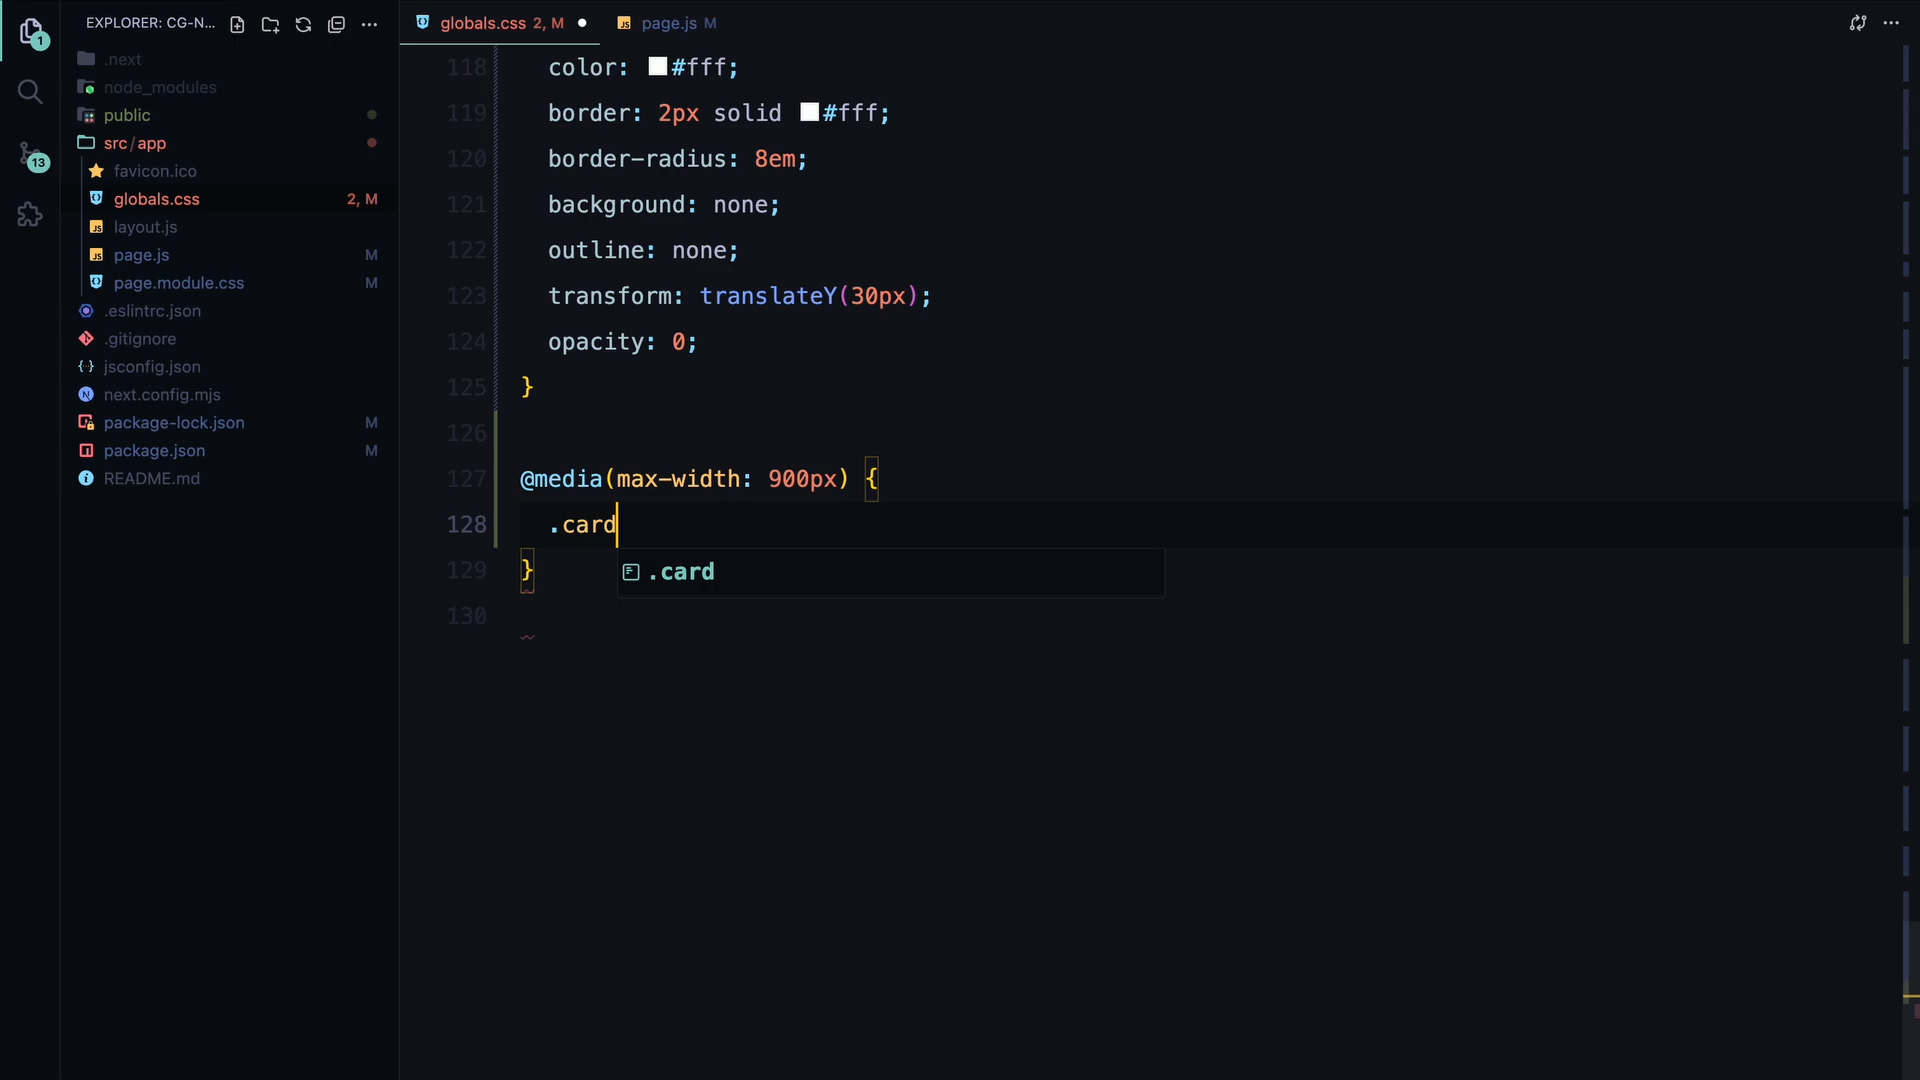 1
13
EXPLORER: CG-N...
.next
node_modules
public
src/app
favicon.ico
globals.css 2, M
layout.js
page.js M
page.module.css M
.eslintrc.json
.gitignore
jsconfig.json
next.config.mjs
package-lock.json M
package.json M
README.md
globals.css 2, M page.js M
118 color: #fff;
119 border: 2px solid #fff;
120 border-radius: 8em;
121 background: none;
122 outline: none;
123 transform: translateY(30px);
124 opacity: 0;
125 }
126
127 @media(max-width: 900px) {
128 .card
129 } .card
130